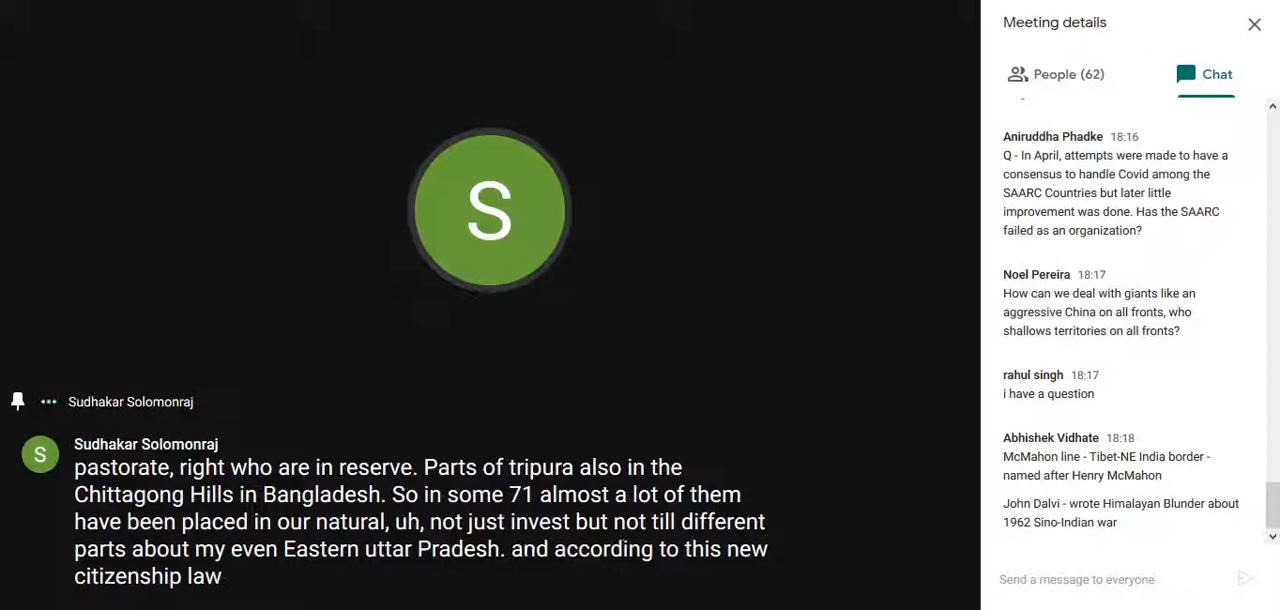 S
Sudhakar Solomonraj
S
Sudhakar Solomonraj
pastorate, right who are in reserve. Parts of tripura also in the
Chittagong Hills in Bangladesh. So in some 71 almost a lot of them
have been placed in our natural, uh, not just invest but not till different
parts about my even Eastern uttar Pradesh. and according to this new
citizenship law
Meeting details
People (62)
Chat
Aniruddha Phadke 18:16
Q - In April, attempts were made to have a
consensus to handle Covid among the
SAARC Countries but later little
improvement was done. Has the SAARC
failed as an organization?
Noel Pereira 18:17
How can we deal with giants like an
aggressive China on all fronts, who
shallows territories on all fronts?
rahul singh 18:17
i have a question
Abhishek Vidhate 18:18
McMahon line - Tibet-NE India border -
named after Henry McMahon
John Dalvi - wrote Himalayan Blunder about
1962 Sino-Indian war
Send a message to everyone